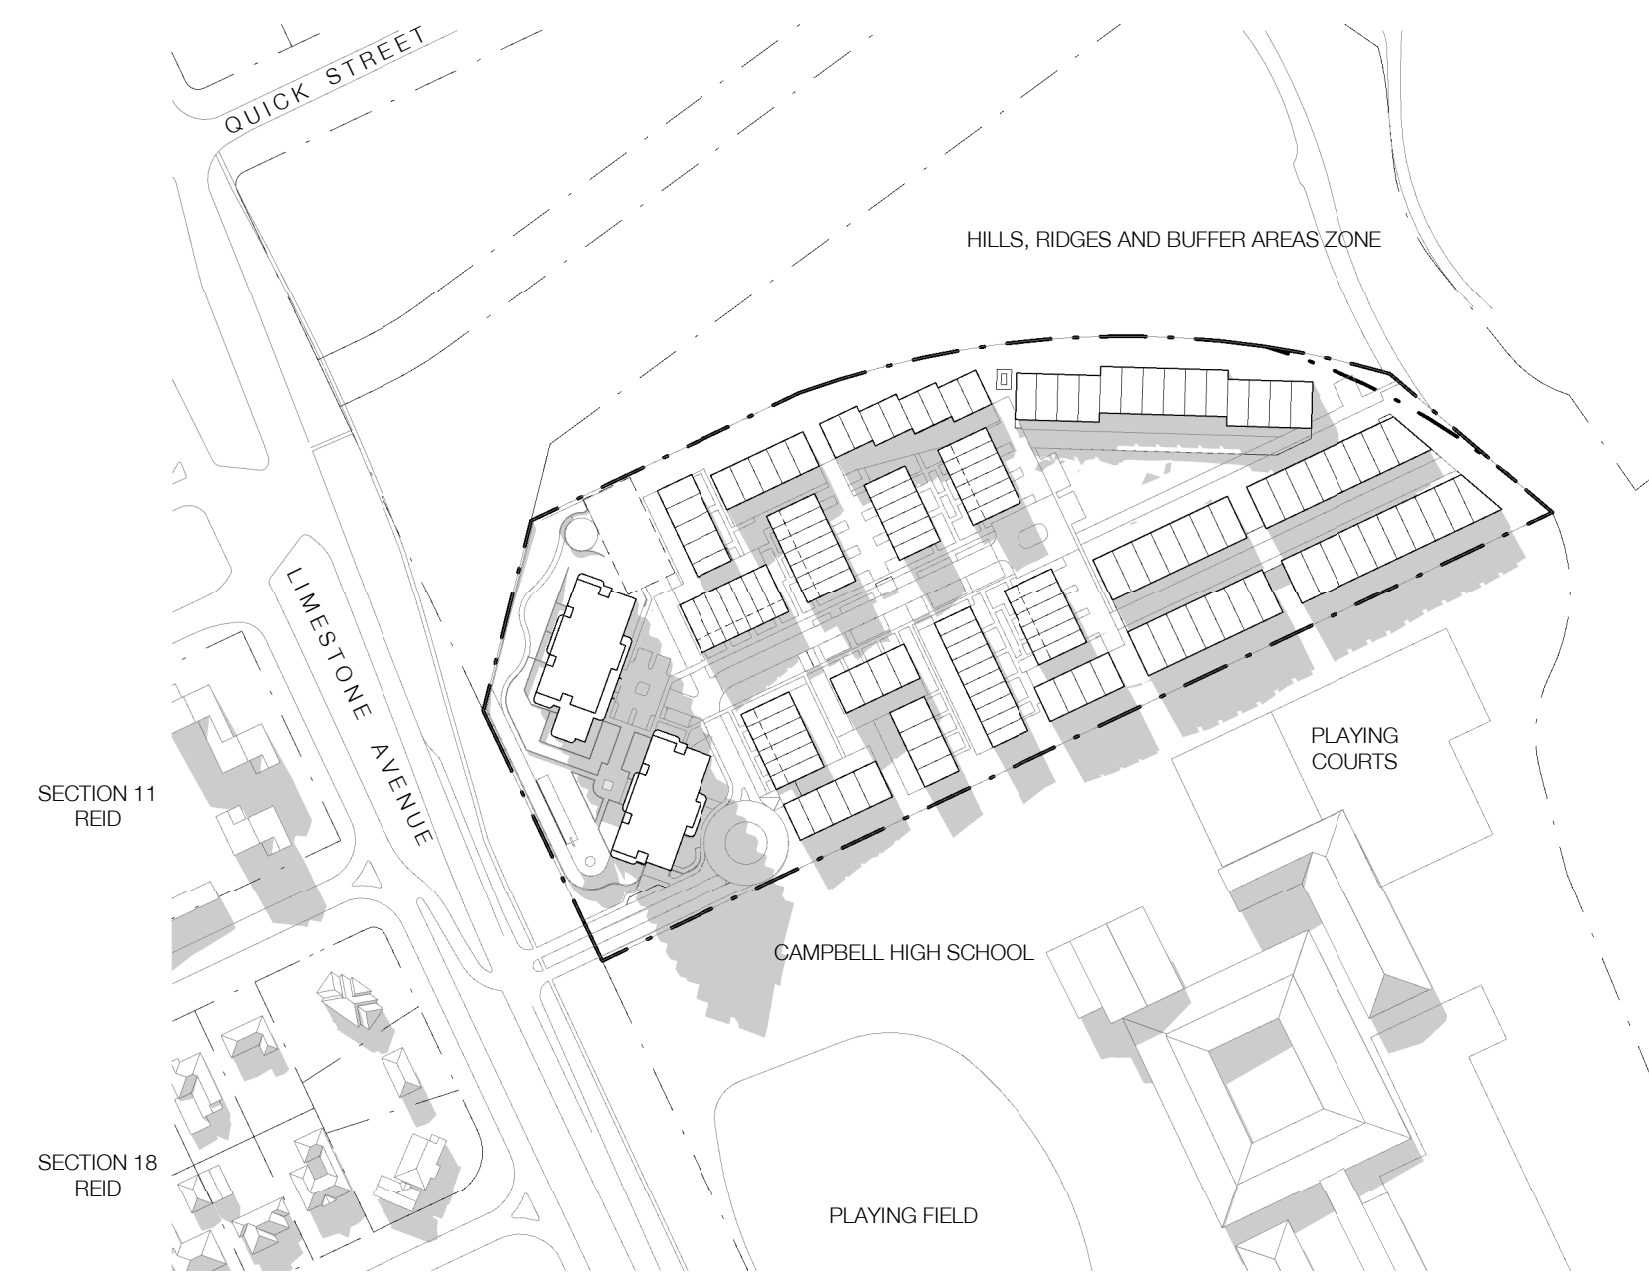 QUICK STREET
HILLS, RIDGES AND BUFFER AREAS ZONE
LIMESTONE AVENUE
PLAYING
COURTS
SECTION 11
REID
CAMPBELL HIGH SCHOOL
SECTION 18
REID
PLAYING FIELD